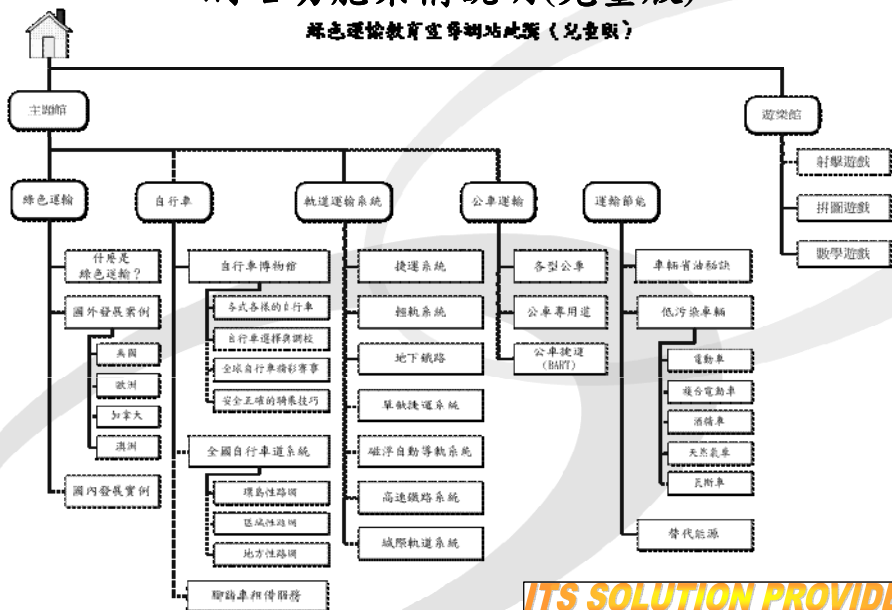 網站功能架構說明(兒童版)
綠色運輸教育宣導網站地圖（兒童版）
主題館
遊樂館
射擊遊戲
拼圖遊戲
數學遊戲
綠色運輸
自行車
軌道運輸系統
公車運輸
運輸節能
什麼是
綠色運輸？
國外發展案例
美國
歐洲
加拿大
澳洲
國內發展實例
自行車博物館
各式各樣的自行車
自行車選擇與調校
全球自行車精彩賽事
安全正確的騎乘技巧
全國自行車道系統
環島性路網
區域性路網
地方性路網
腳踏車租借服務
捷運系統
輕軌系統
地下鐵路
單軌捷運系統
磁浮自動導軌系統
高速鐵路系統
城際軌道系統
各型公車
公車專用道
公車捷運
(BART)
車輛省油秘訣
低污染車輛
電動車
複合電動車
酒精車
天然氣車
瓦斯車
替代能源
ITS SOLUTION PROVIDE